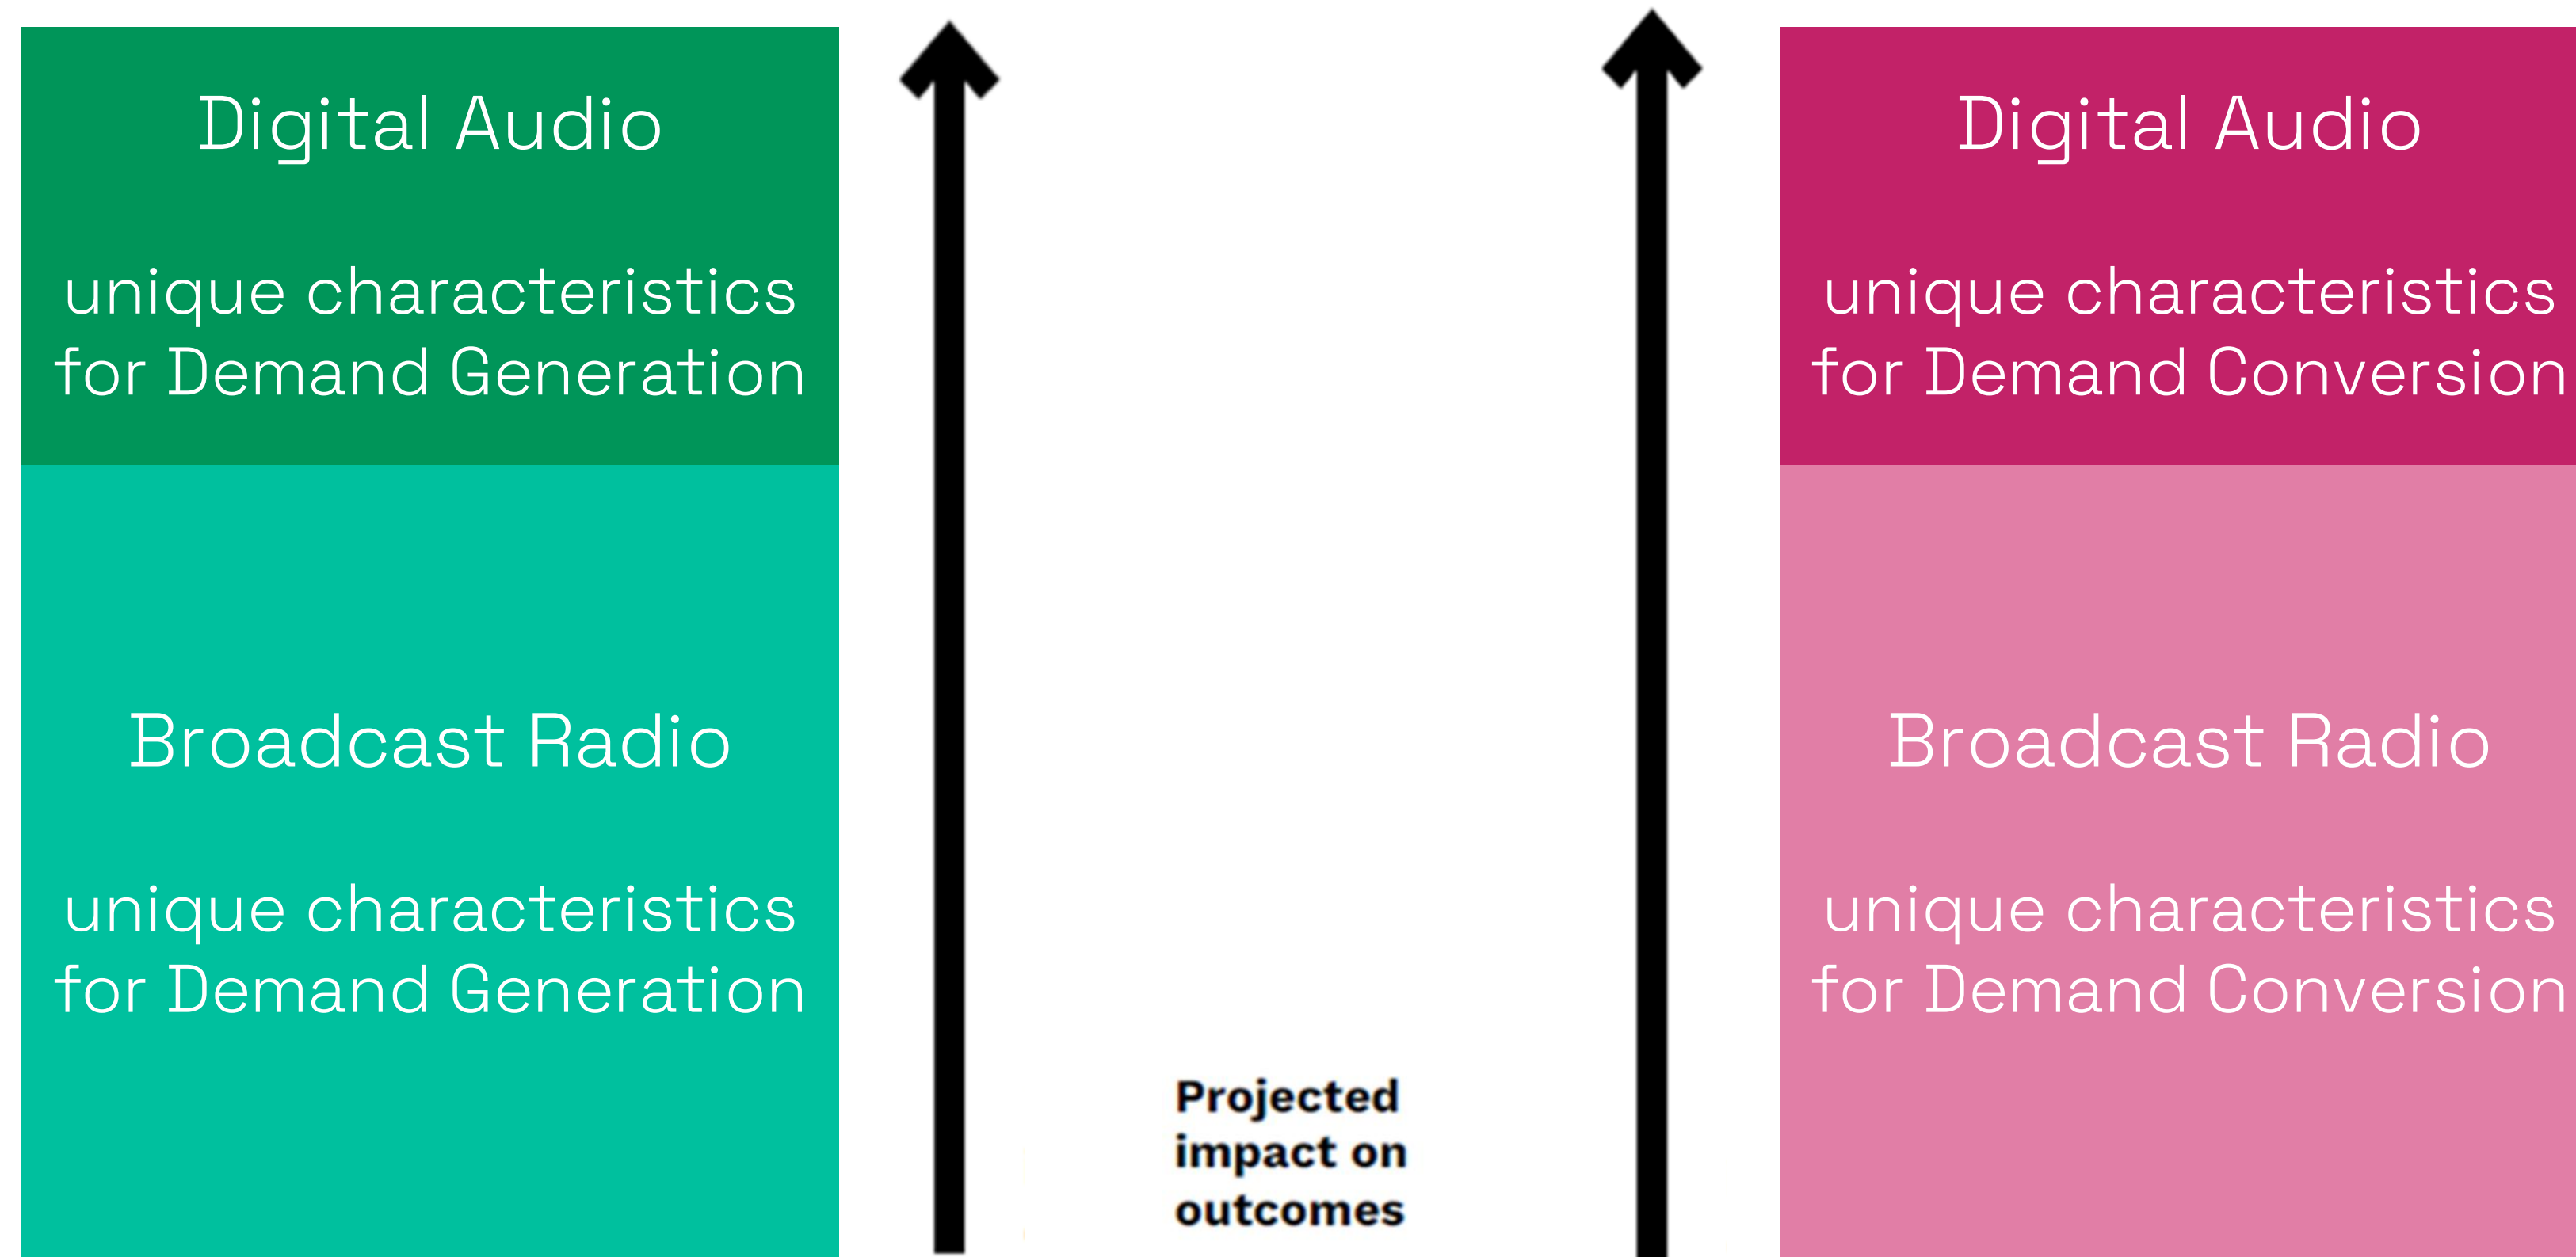 Digital Audio
unique characteristics
for Demand Generation
Broadcast Radio
unique characteristics
for Demand Generation
Projected
impact on
outcomes
Digital Audio
unique characteristics
for Demand Conversion
Broadcast Radio
unique characteristics
for Demand Conversion